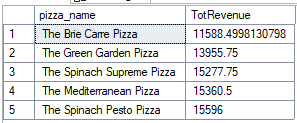 pizza_name TotRevenue
1 The Brie Carre Pizza 11588.4998130798
2 The Green Garden Pizza 13955.75
3 The Spinach Supreme Pizza 15277.75
4 The Mediterranean Pizza 15360.5
5 The Spinach Pesto Pizza 15596